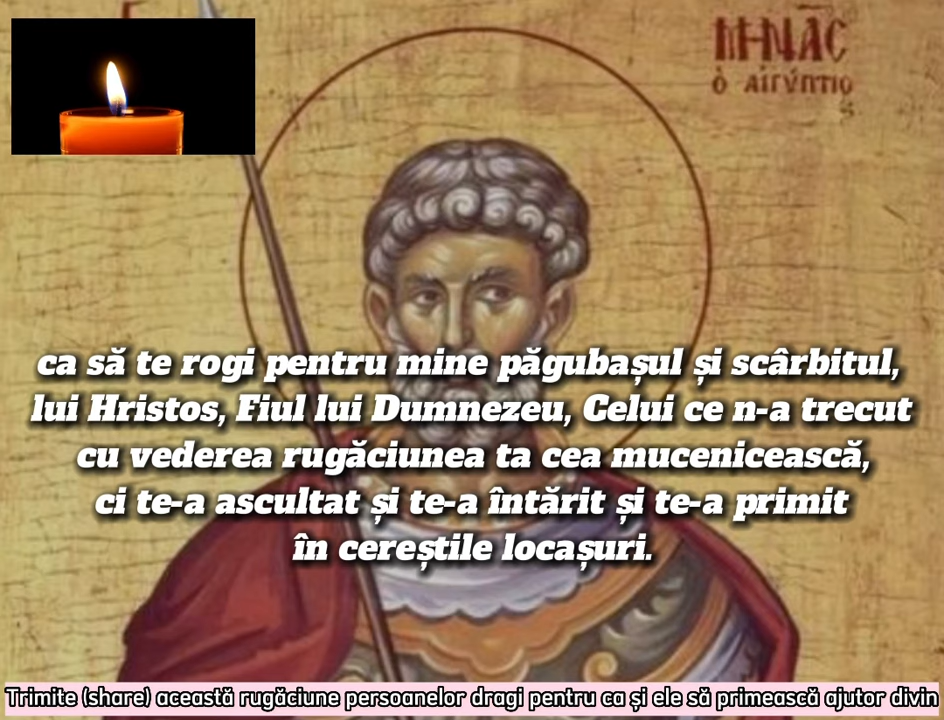 ΜΗΝᾶC
ὁ ΑἰΓύΠΤΙΟ
ς
ca să te rogi pentru mine păgubașul și scârbitul,
lui Hristos, Fiul lui Dumnezeu, Celui ce n-a trecut
cu vederea rugăciunea ta cea mucenicească,
ci te-a ascultat și te-a întărit și te-a primit
în cereștile locașuri.
Trimite (share) această rugăciune persoanelor dragi pentru ca și ele să primească ajutor divin